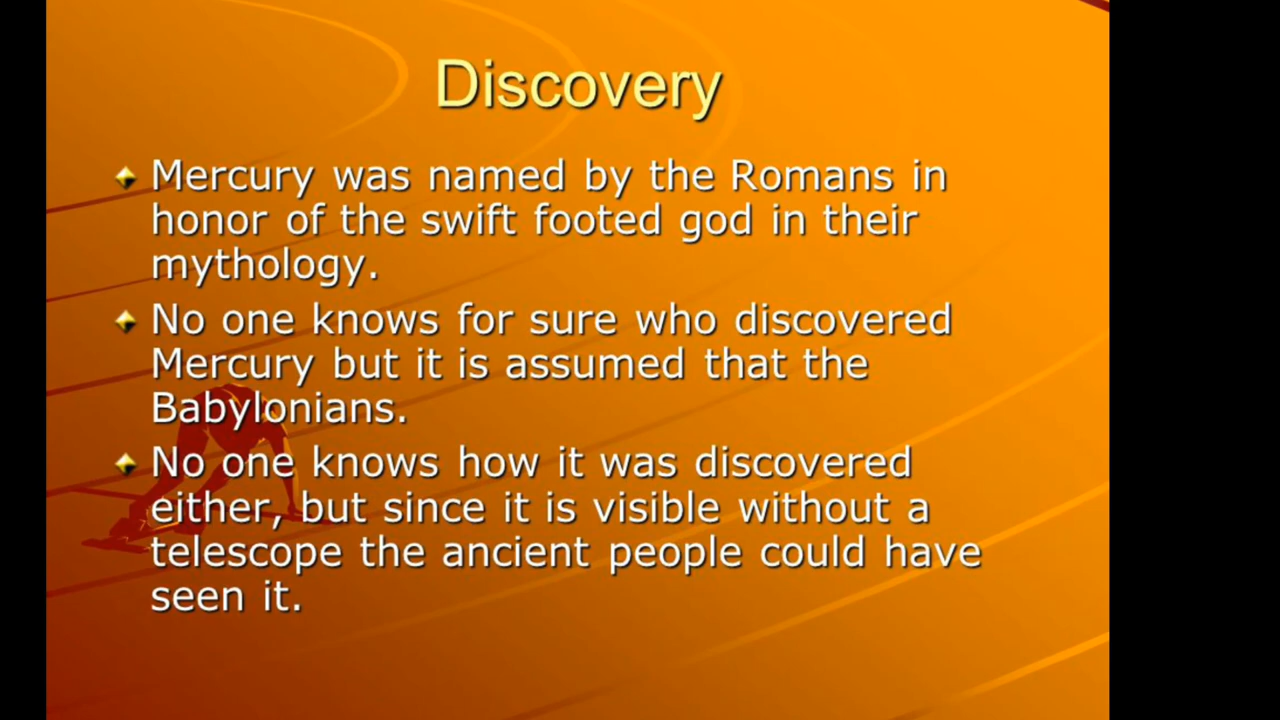 Discovery
Mercury was named by the Romans in
honor of the swift footed god in their
mythology.
No one knows for sure who discovered
Mercury but it is assumed that the
Babylonians.
No one knows how it was discovered
either, but since it is visible without a
telescope the ancient people could have
seen it.